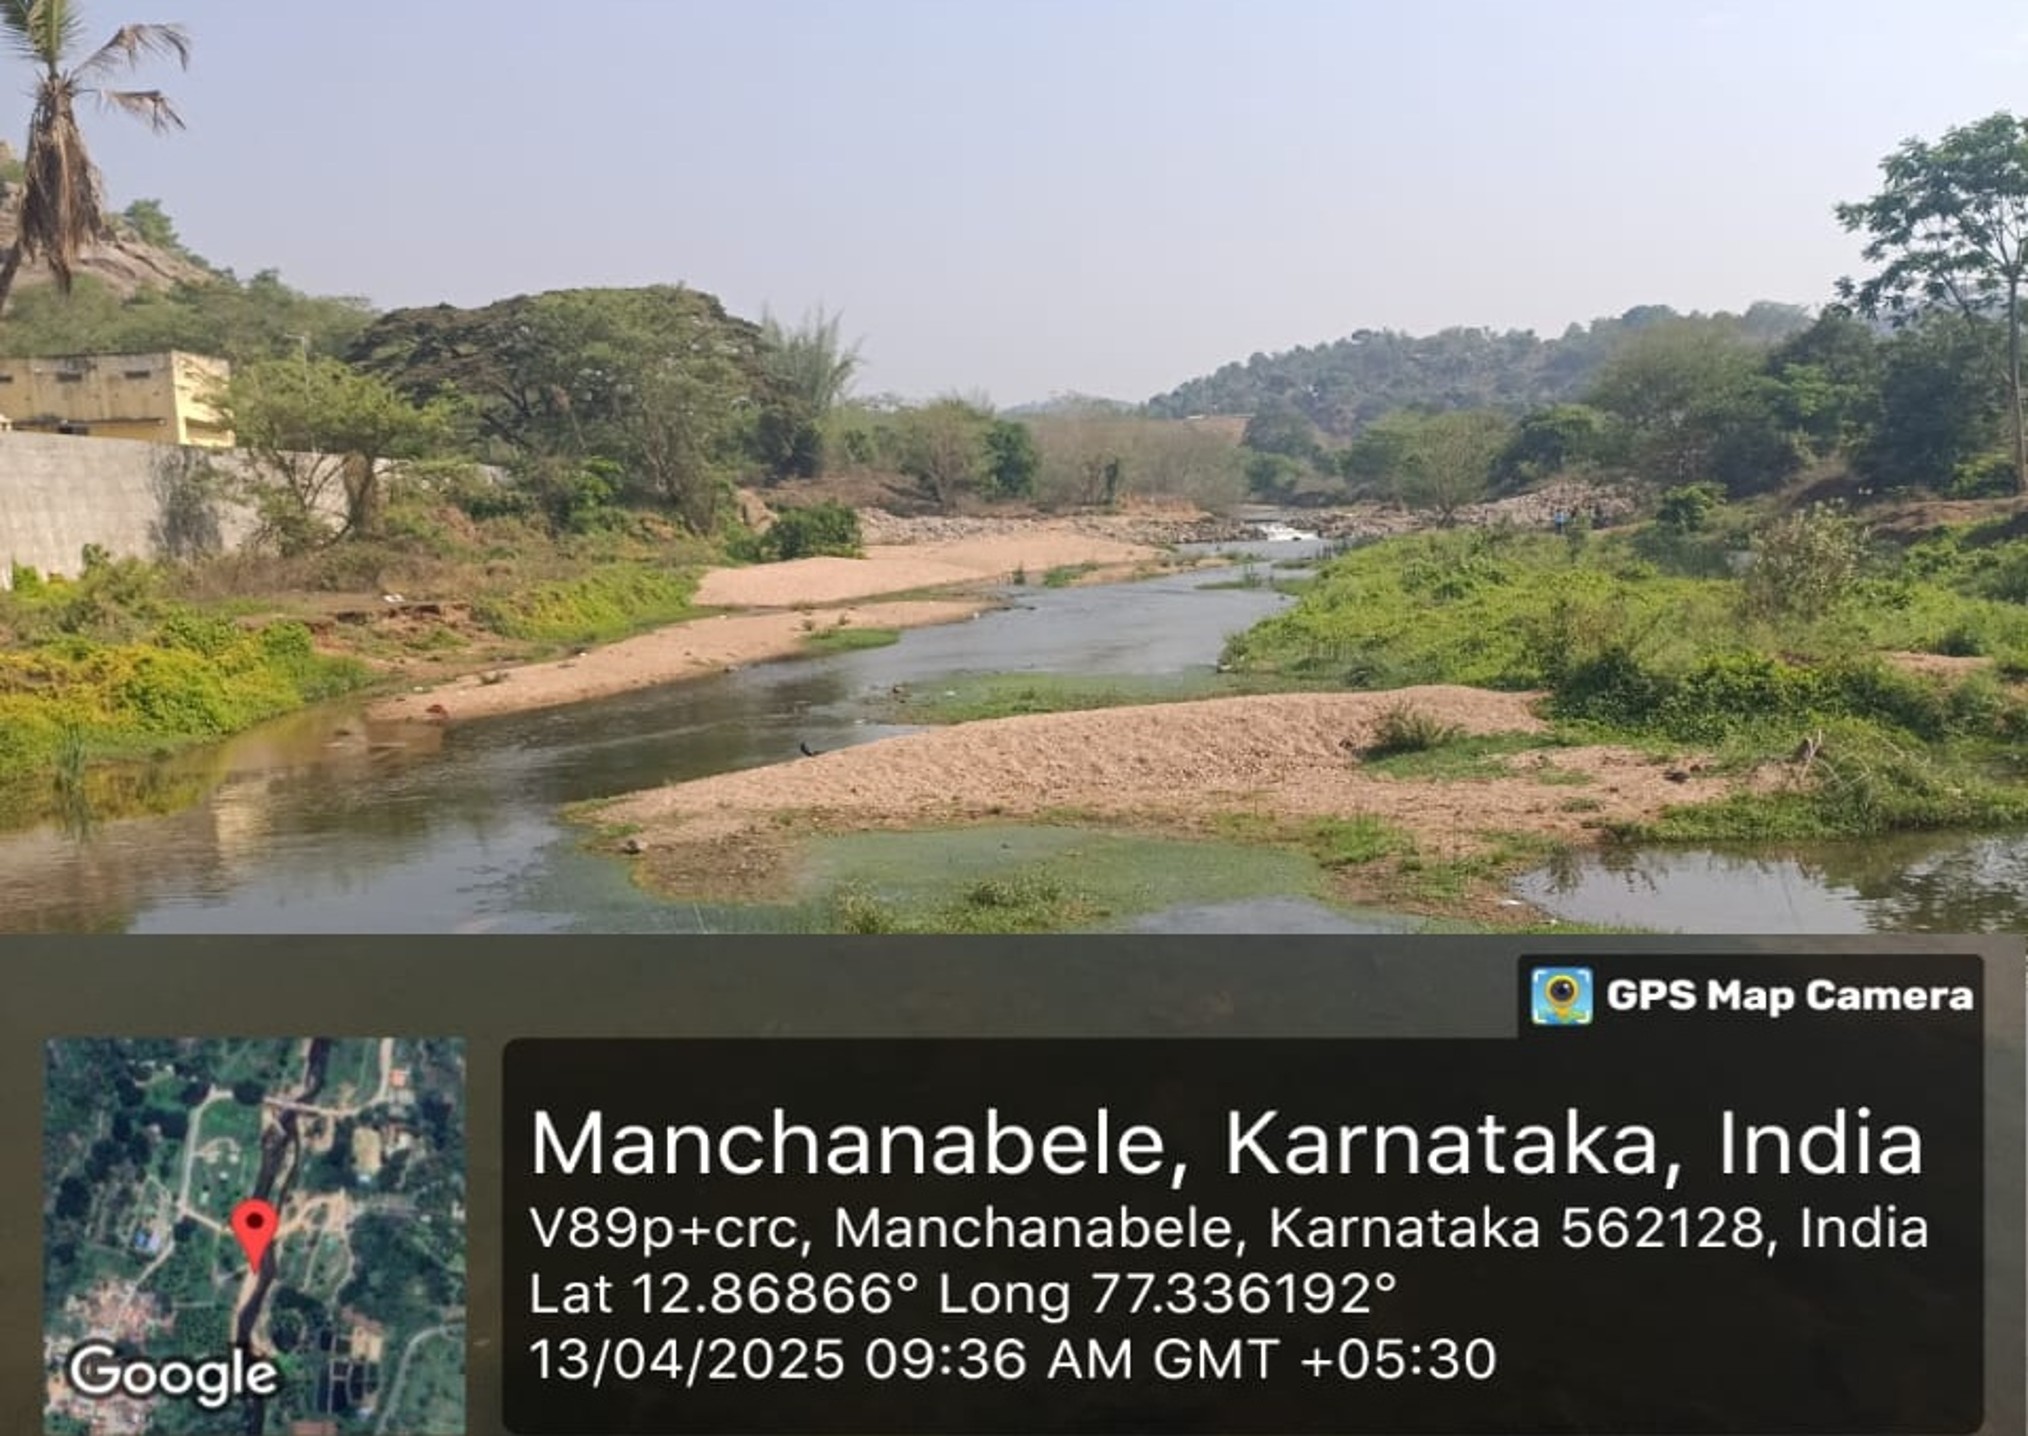 GPS Map Camera
Manchanabele, Karnataka, India
V89p+crc, Manchanabele, Karnataka 562128, India
Lat 12.86866° Long 77.336192°
13/04/2025 09:36 AM GMT +05:30
Google